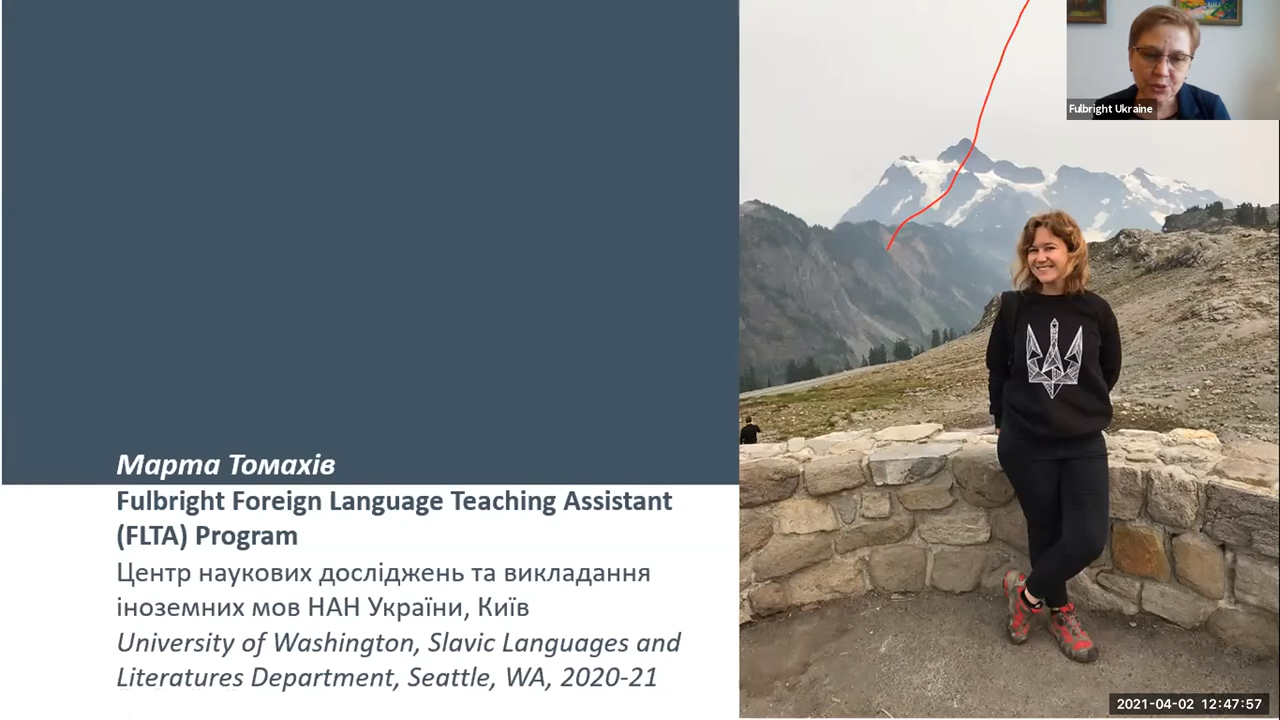 Fulbright Ukraine
Марта Томахів
Fulbright Foreign Language Teaching Assistant
(FLTA) Program
Центр наукових досліджень та викладання
іноземних мов НАН України, Київ
University of Washington, Slavic Languages and
Literatures Department, Seattle, WA, 2020-21
2021-04-02 12:47:57